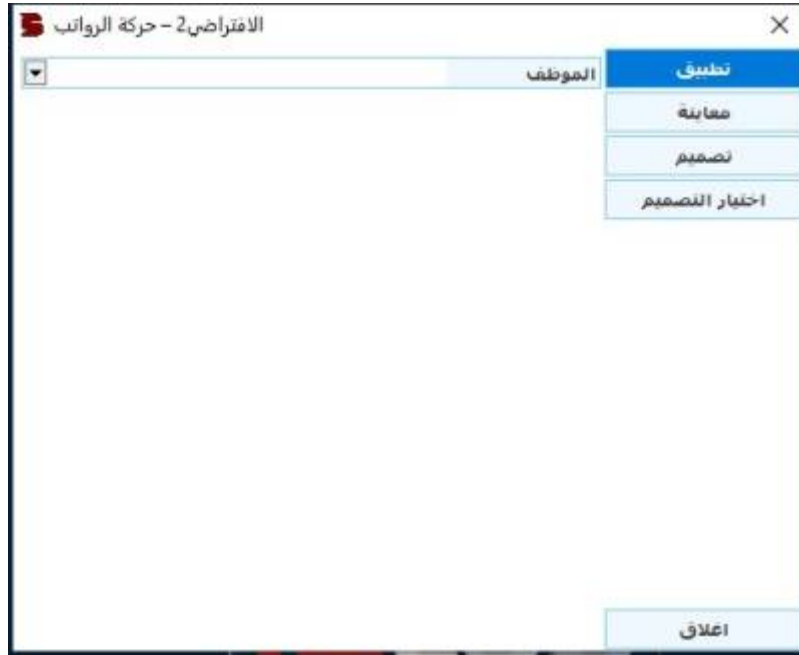 الافتراضي2 – حركة الرواتب
الموظف
تطبيق
معاينة
تصميم
اختيار التصميم
اغلاق